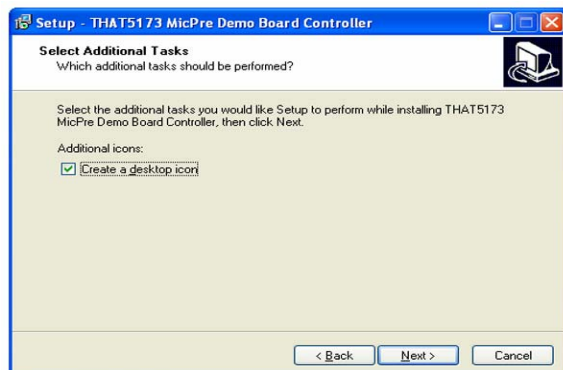 Setup - THAT5173 MicPre Demo Board Controller
Select Additional Tasks
Which additional tasks should be performed?
Select the additional tasks you would like Setup to perform while installing THAT5173
MicPre Demo Board Controller, then click Next.
Additional icons:
Create a desktop icon
< Back Next > Cancel